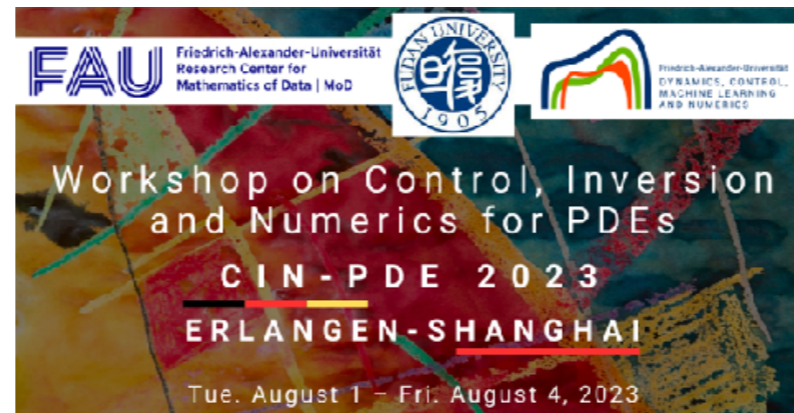 FAU
Friedrich-Alexander-Universität
Research Center for
Mathematics of Data | MoD
FUDAN UNIVERSITY
1905
Friedrich-Alexander-Universität
DYNAMICS, CONTROL,
MACHINE LEARNING
AND NUMERICS
Workshop on Control, Inversion
and Numerics for PDEs
CIN-PDE 2023
ERLANGEN-SHANGHAI
Tue. August 1 – Fri. August 4, 2023